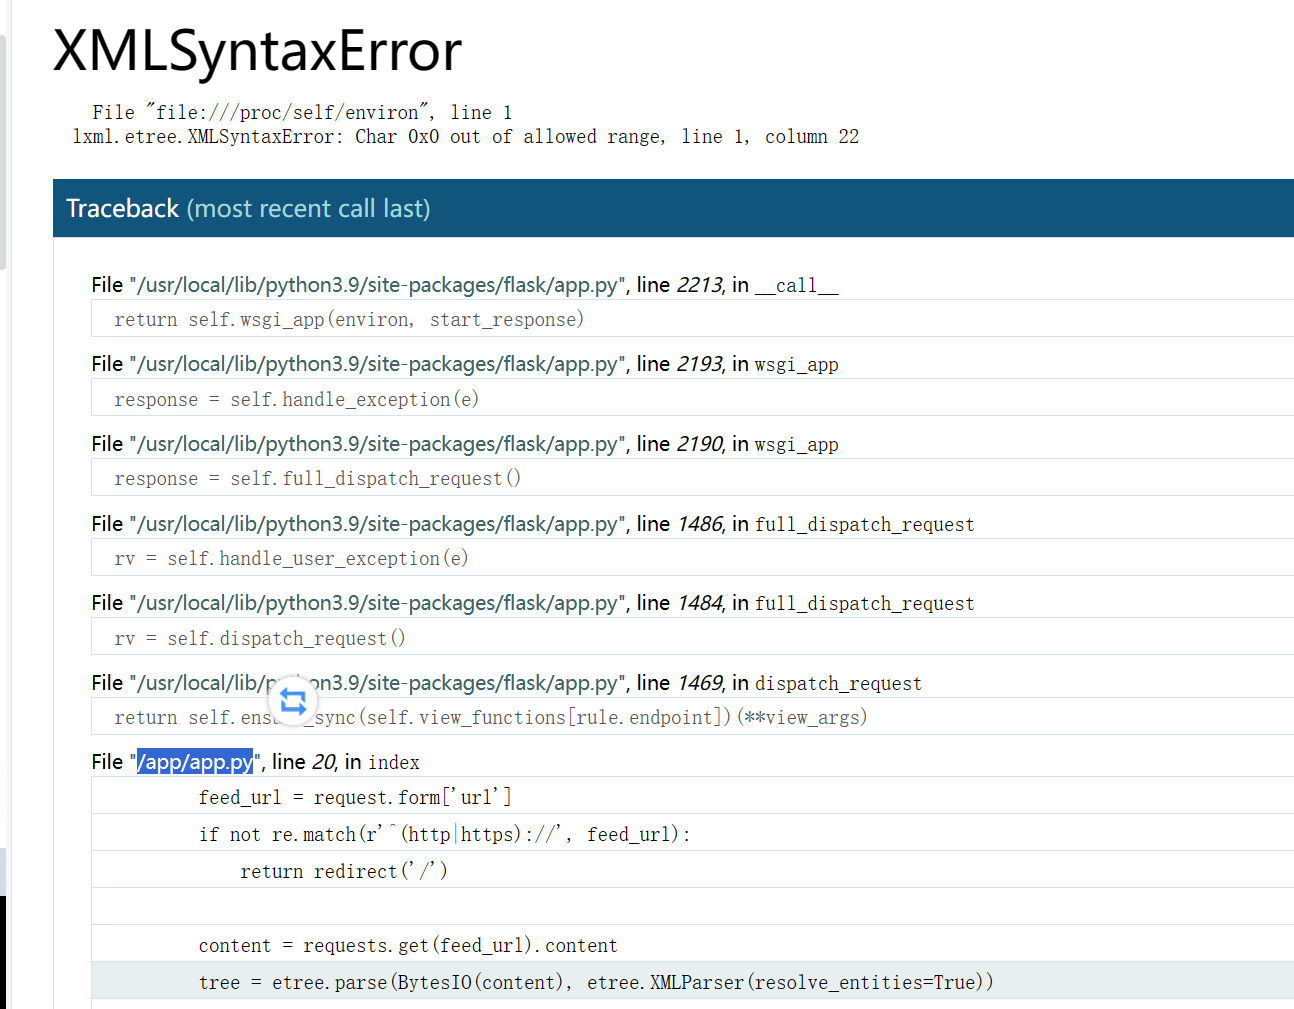 XMLSyntaxError
File "file:///proc/self/environ", line 1
lxml.etree.XMLSyntaxError: Char 0x0 out of allowed range, line 1, column 22
Traceback (most recent call last)
File "/usr/local/lib/python3.9/site-packages/flask/app.py", line 2213, in __call__
return self.wsgi_app(environ, start_response)
File "/usr/local/lib/python3.9/site-packages/flask/app.py", line 2193, in wsgi_app
response = self.handle_exception(e)
File "/usr/local/lib/python3.9/site-packages/flask/app.py", line 2190, in wsgi_app
response = self.full_dispatch_request()
File "/usr/local/lib/python3.9/site-packages/flask/app.py", line 1486, in full_dispatch_request
rv = self.handle_user_exception(e)
File "/usr/local/lib/python3.9/site-packages/flask/app.py", line 1484, in full_dispatch_request
rv = self.dispatch_request()
File "/usr/local/lib/python3.9/site-packages/flask/app.py", line 1469, in dispatch_request
return self.ensure_sync(self.view_functions[rule.endpoint])(**view_args)
File "/app/app.py", line 20, in index
feed_url = request.form['url']
if not re.match(r'^(http|https)://', feed_url):
return redirect('/')
content = requests.get(feed_url).content
tree = etree.parse(BytesIO(content), etree.XMLParser(resolve_entities=True))